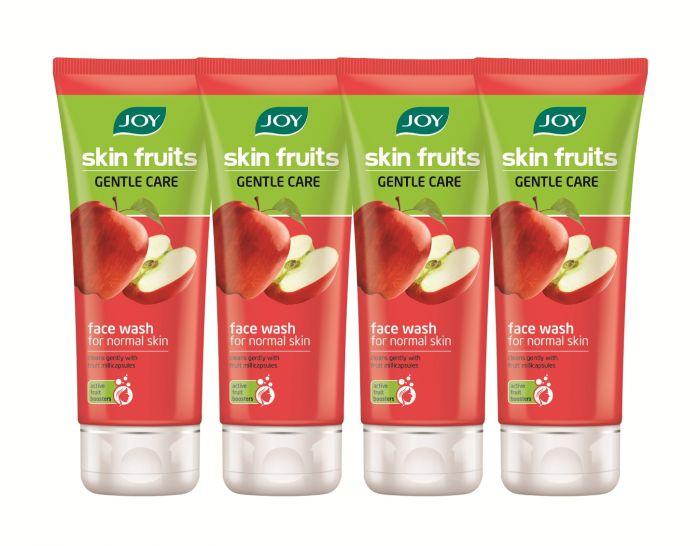 JOY
skin fruits
GENTLE CARE
face wash
for normal skin
cleans gently with
fruit millicapsules
active
fruit
boosters
JOY
skin fruits
GENTLE CARE
face wash
for normal skin
cleans gently with
fruit millicapsules
active
fruit
boosters
JOY
skin fruits
GENTLE CARE
face wash
for normal skin
cleans gently with
fruit millicapsules
active
fruit
boosters
JOY
skin fruits
GENTLE CARE
face wash
for normal skin
cleans gently with
fruit millicapsules
active
fruit
boosters